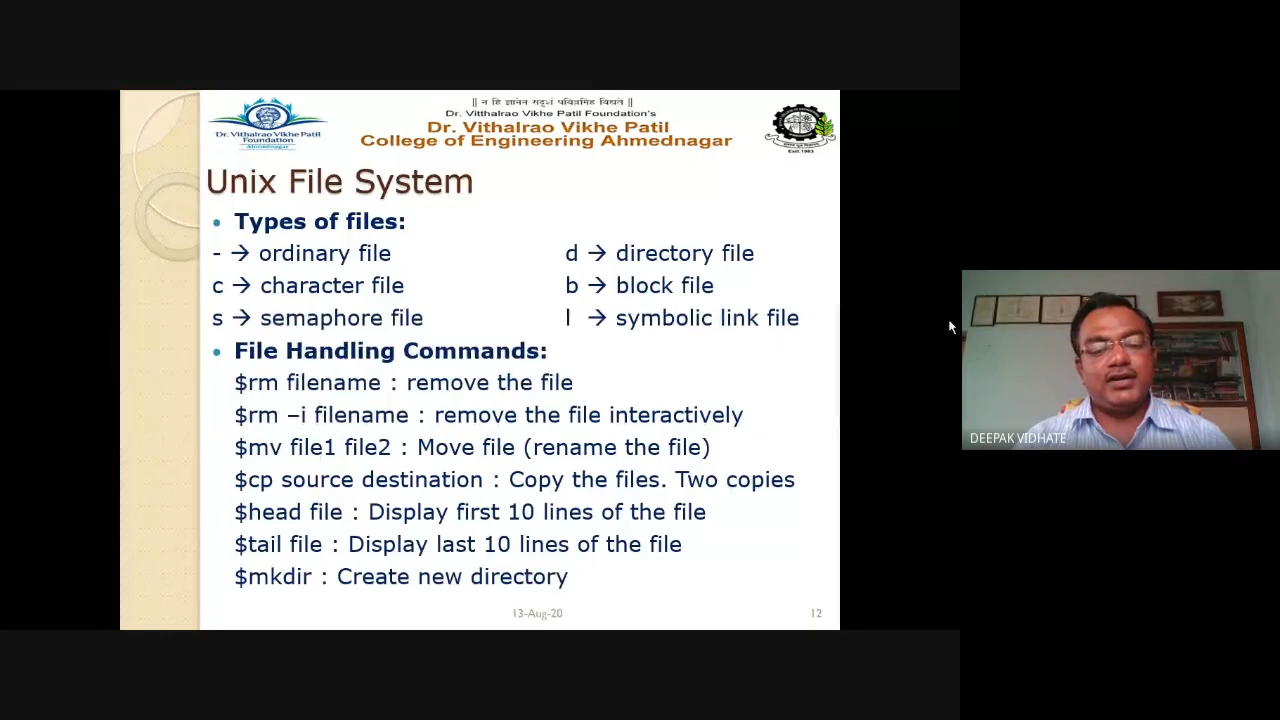 || न हि ज्ञानेन सदृशं पवित्रमिह विद्यते ||
Dr. Vitthalrao Vikhe Patil Foundation's
Dr. Vithalrao Vikhe Patil
College of Engineering Ahmednagar
Dr. Vithalrao Vikhe Patil
Foundation
Ahmednagar
Estd.1983
Unix File System
• Types of files:
- → ordinary file d → directory file
c → character file b → block file
s → semaphore file l → symbolic link file
• File Handling Commands:
$rm filename : remove the file
$rm –i filename : remove the file interactively
$mv file1 file2 : Move file (rename the file)
$cp source destination : Copy the files. Two copies
$head file : Display first 10 lines of the file
$tail file : Display last 10 lines of the file
$mkdir : Create new directory
13-Aug-20 12
DEEPAK VIDHATE